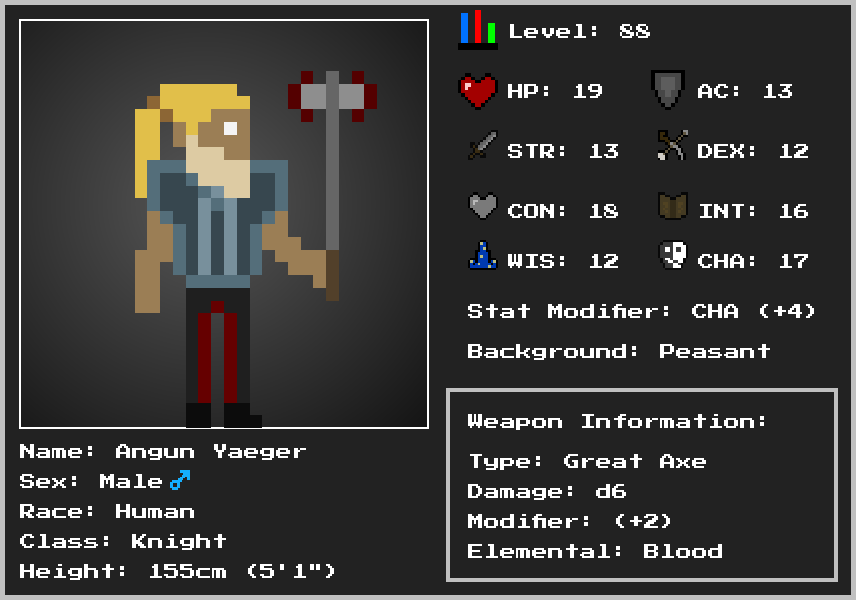 Level: 88
HP: 19 AC: 13
STR: 13 DEX: 12
CON: 18 INT: 16
WIS: 12 CHA: 17
Stat Modifier: CHA (+4)
Background: Peasant
Weapon Information:
Type: Great Axe
Damage: d6
Modifier: (+2)
Elemental: Blood
Name: Angun Yaeger
Sex: Male ♂
Race: Human
Class: Knight
Height: 155cm (5'1")